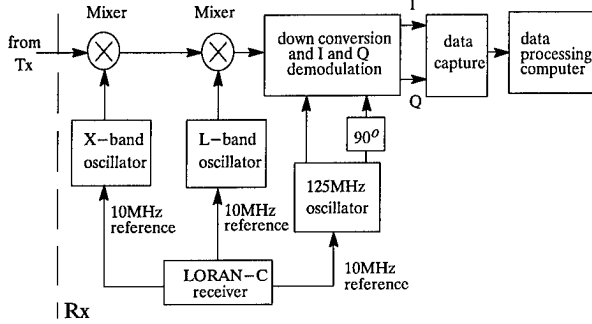 Mixer
Mixer
I
from
Tx
down conversion
and I and Q
demodulation
data
capture
data
processing
computer
Q
X-band
oscillator
L-band
oscillator
90°
125MHz
oscillator
10MHz
reference
10MHz
reference
10MHz
reference
LORAN-C
receiver
Rx